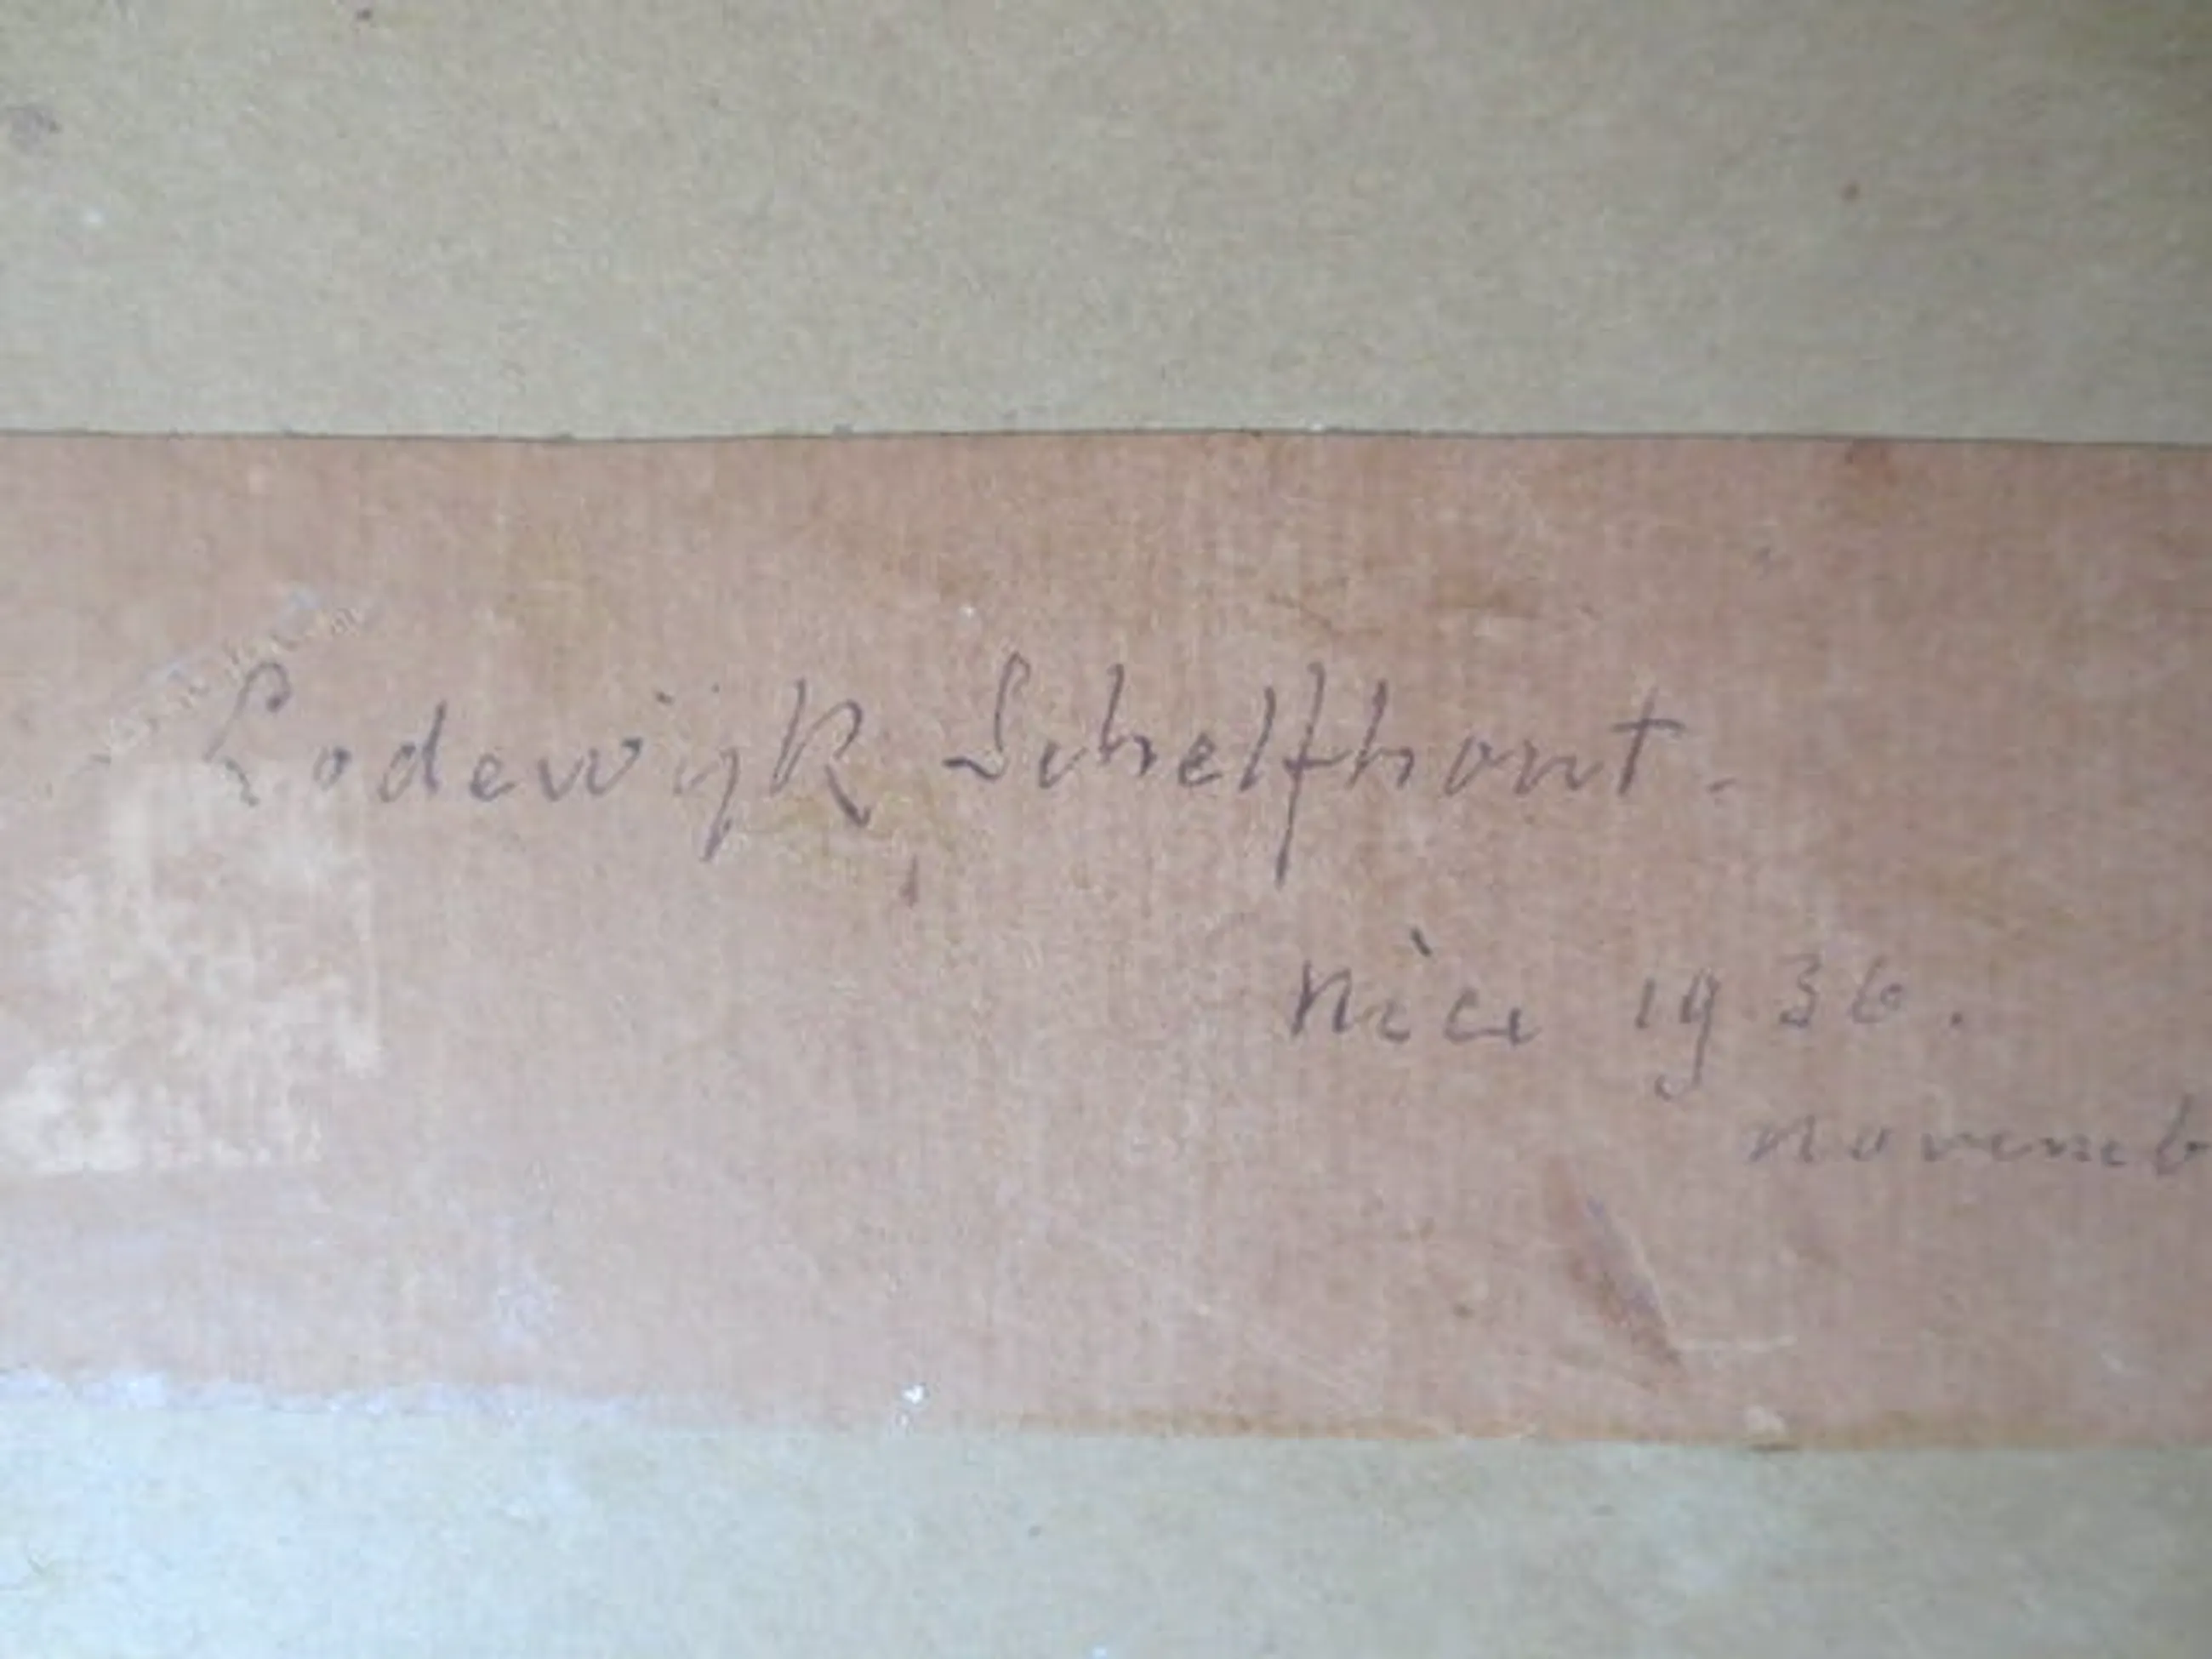 Lodewijk Schelfhout.
Nice 1936.
novemb